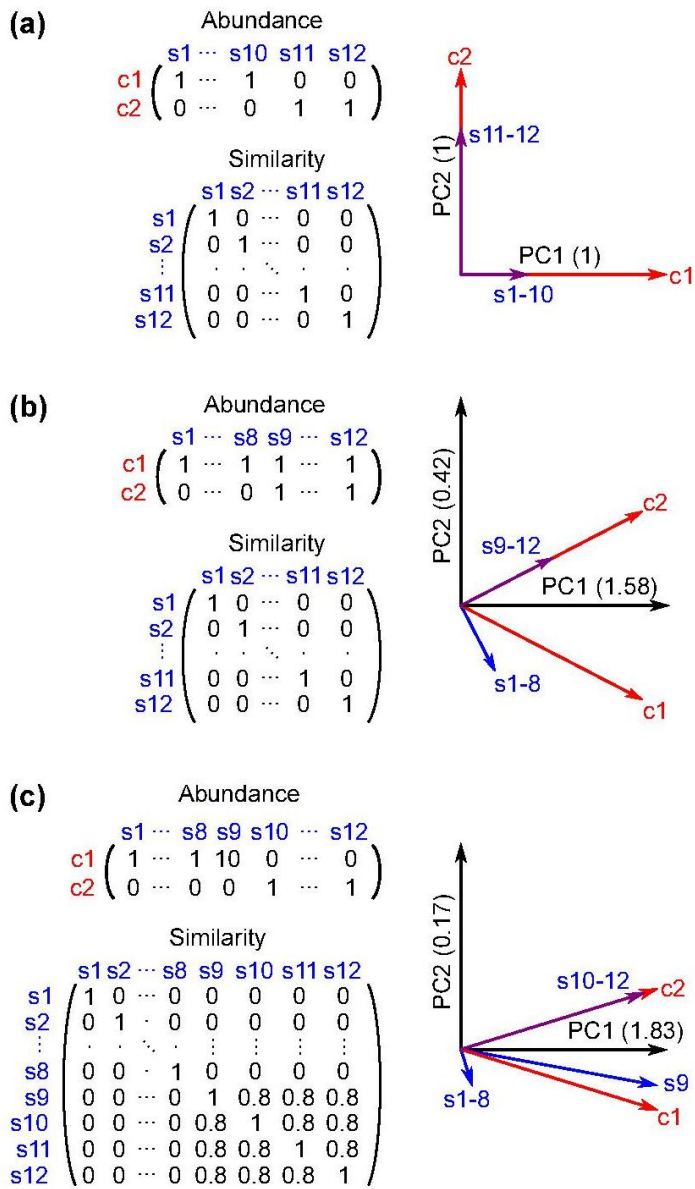 (a)
Abundance
s1 ··· s10 s11 s12
c1 1 ··· 1 0 0
c2 0 ··· 0 1 1
Similarity
s1 s2 ··· s11 s12
s1 1 0 ··· 0 0
s2 0 1 ··· 0 0
⋮ · · ⋱ · ·
s11 0 0 ··· 1 0
s12 0 0 ··· 0 1
c2
s11-12
PC2 (1)
PC1 (1)
c1
s1-10
(b)
Abundance
s1 ··· s8 s9 ··· s12
c1 1 ··· 1 1 ··· 1
c2 0 ··· 0 1 ··· 1
Similarity
s1 s2 ··· s11 s12
s1 1 0 ··· 0 0
s2 0 1 ··· 0 0
⋮ · · ⋱ · ·
s11 0 0 ··· 1 0
s12 0 0 ··· 0 1
PC2 (0.42)
c2
s9-12
PC1 (1.58)
s1-8
c1
(c)
Abundance
s1 ··· s8 s9 s10 ··· s12
c1 1 ··· 1 10 0 ··· 0
c2 0 ··· 0 0 1 ··· 1
Similarity
s1 s2 ··· s8 s9 s10 s11 s12
s1 1 0 ··· 0 0 0 0 0
s2 0 1 · 0 0 0 0 0
⋮ · · ⋱ · ⋮ ⋮ ⋮ ⋮
s8 0 0 · 1 0 0 0 0
s9 0 0 ··· 0 1 0.8 0.8 0.8
s10 0 0 ··· 0 0.8 1 0.8 0.8
s11 0 0 ··· 0 0.8 0.8 1 0.8
s12 0 0 ··· 0 0.8 0.8 0.8 1
PC2 (0.17)
s10-12
c2
PC1 (1.83)
s1-8
s9
c1